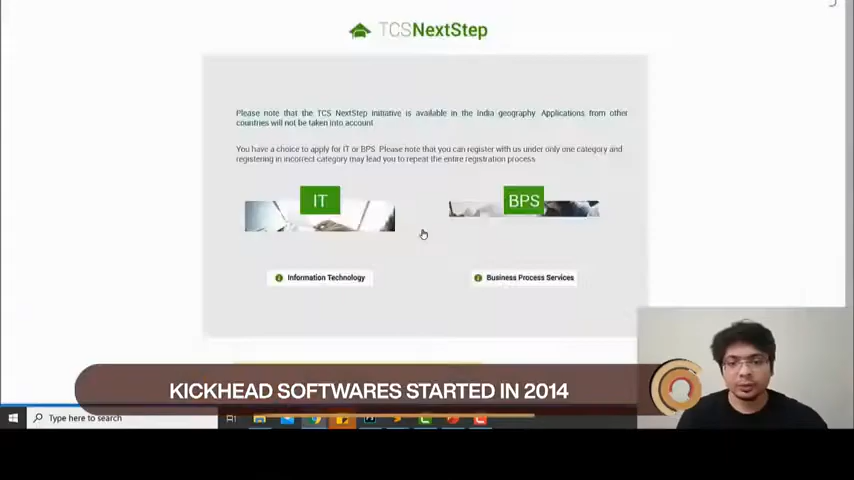 TCSNextStep
Please note that the TCS NextStep initiative is available in the India geography. Applications from other
countries will not be taken into account
You have a choice to apply for IT or BPS. Please note that you can register with us under only one category and
registering in incorrect category may lead you to repeat the entire registration process
IT
BPS
Information Technology
Business Process Services
KICKHEAD SOFTWARES STARTED IN 2014
Type here to search